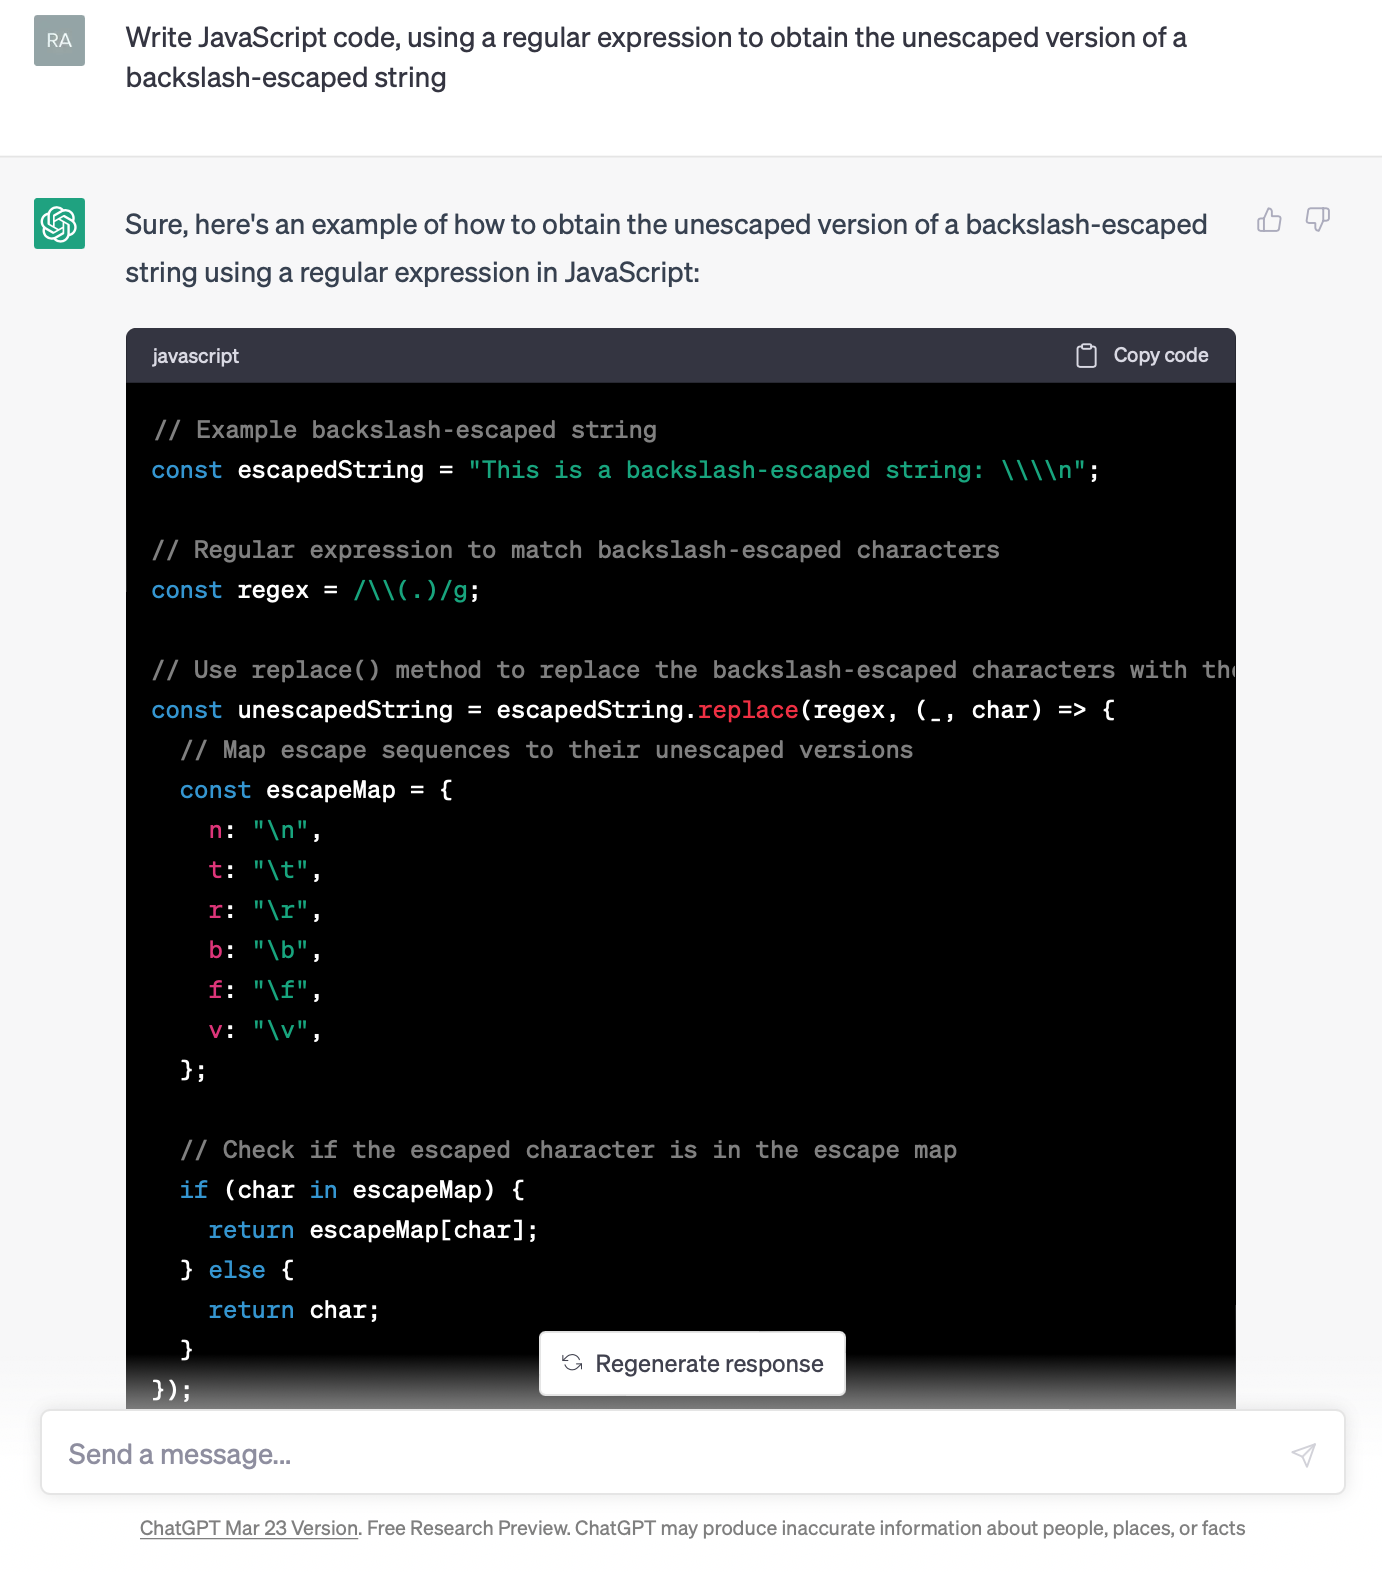 RA
Write JavaScript code, using a regular expression to obtain the unescaped version of a
backslash-escaped string
Sure, here's an example of how to obtain the unescaped version of a backslash-escaped
string using a regular expression in JavaScript:
javascript
Copy code
// Example backslash-escaped string
const escapedString = "This is a backslash-escaped string: \\\\n";
// Regular expression to match backslash-escaped characters
const regex = /\\(.)/g;
// Use replace() method to replace the backslash-escaped characters with the
const unescapedString = escapedString.replace(regex, (_, char) => {
// Map escape sequences to their unescaped versions
const escapeMap = {
n: "\n",
t: "\t",
r: "\r",
b: "\b",
f: "\f",
v: "\v",
};
// Check if the escaped character is in the escape map
if (char in escapeMap) {
return escapeMap[char];
} else {
return char;
}
});
Regenerate response
Send a message...
ChatGPT Mar 23 Version. Free Research Preview. ChatGPT may produce inaccurate information about people, places, or facts